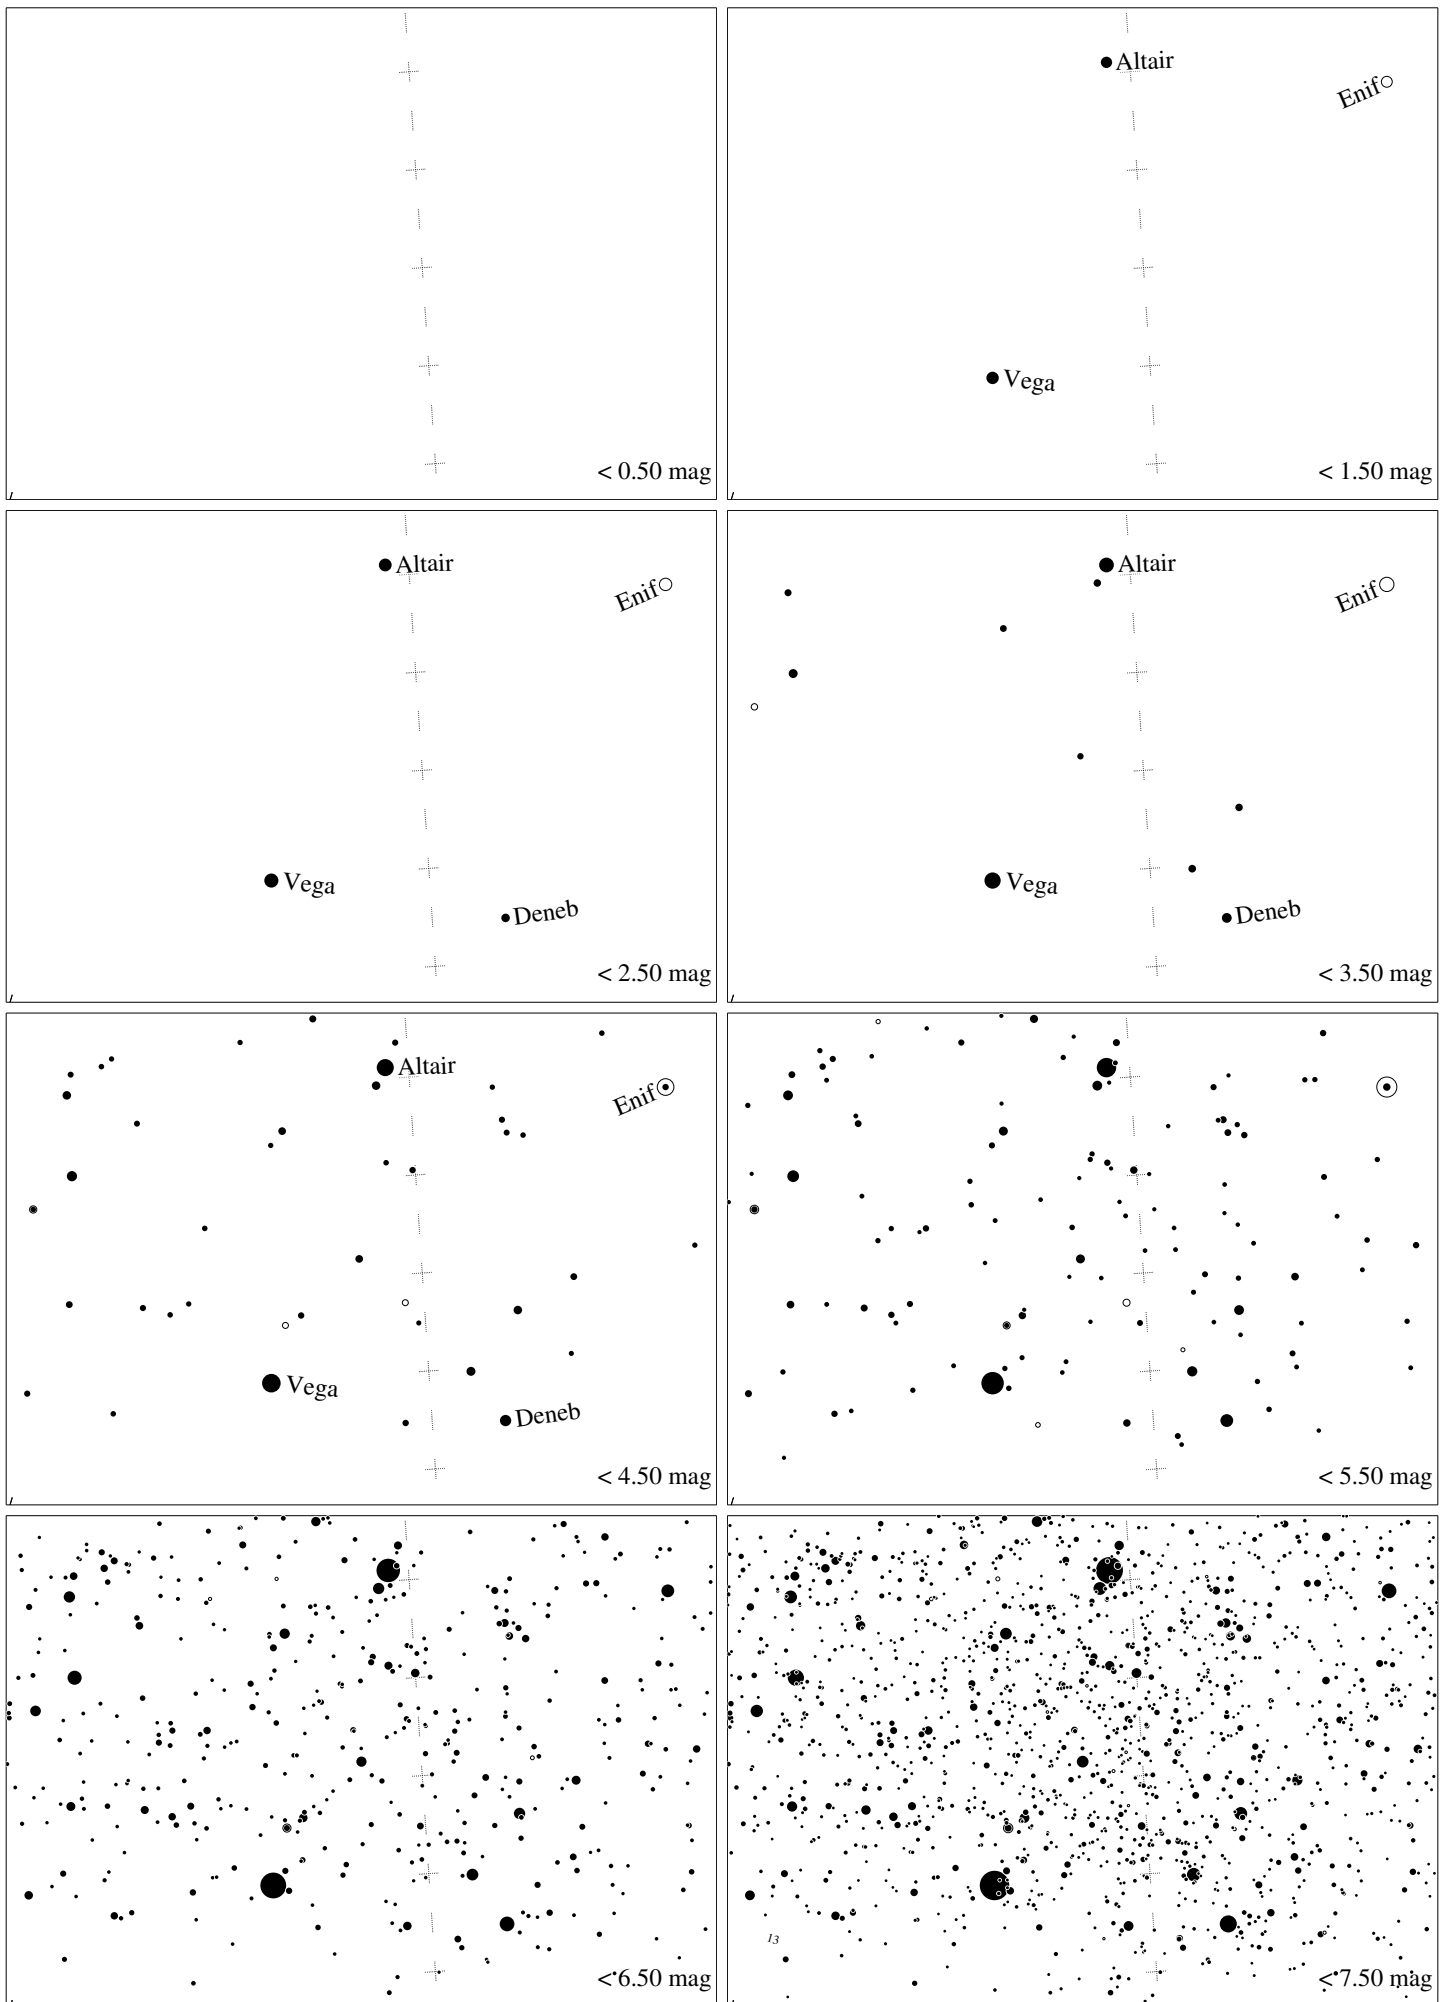 < 0.50 mag
Altair
Enif
Vega
< 1.50 mag
Altair
Enif
Vega
Deneb
< 2.50 mag
Altair
Enif
Vega
Deneb
< 3.50 mag
Altair
Enif
Vega
Deneb
< 4.50 mag
< 5.50 mag
< 6.50 mag
13
< 7.50 mag